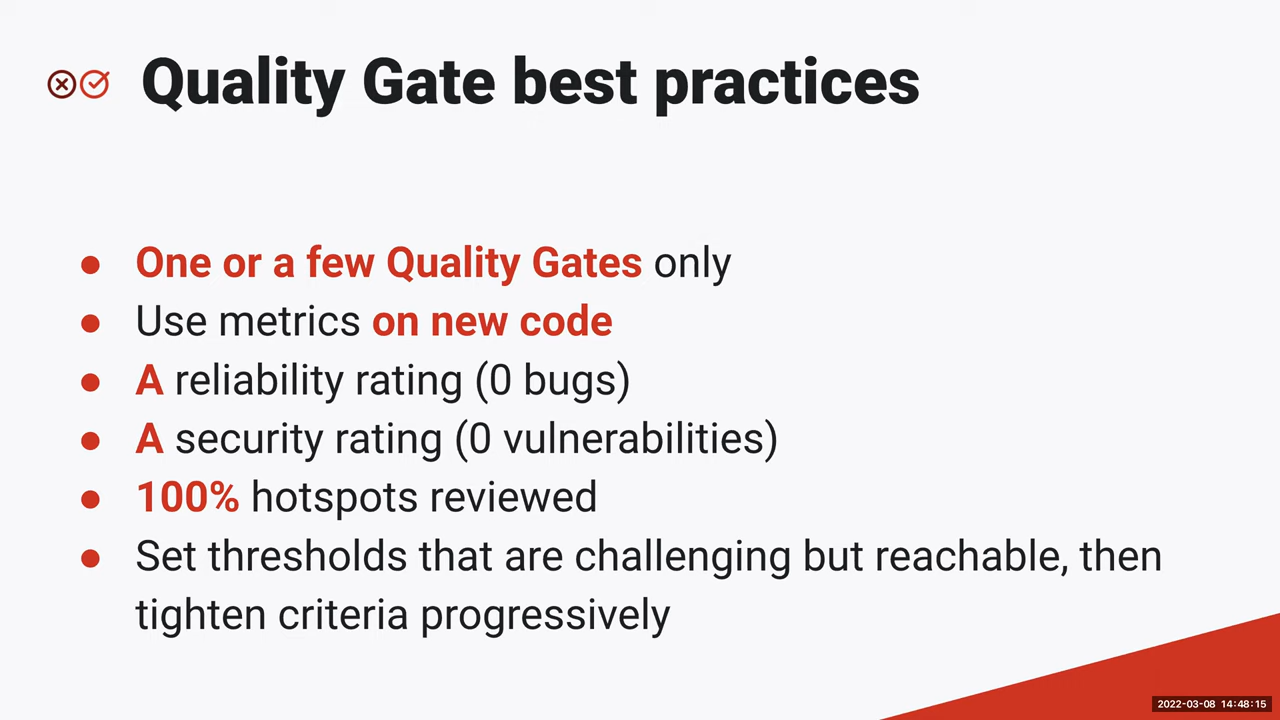 Quality Gate best practices
● One or a few Quality Gates only
● Use metrics on new code
● A reliability rating (0 bugs)
● A security rating (0 vulnerabilities)
● 100% hotspots reviewed
● Set thresholds that are challenging but reachable, then
tighten criteria progressively
2022-03-08 14:48:15